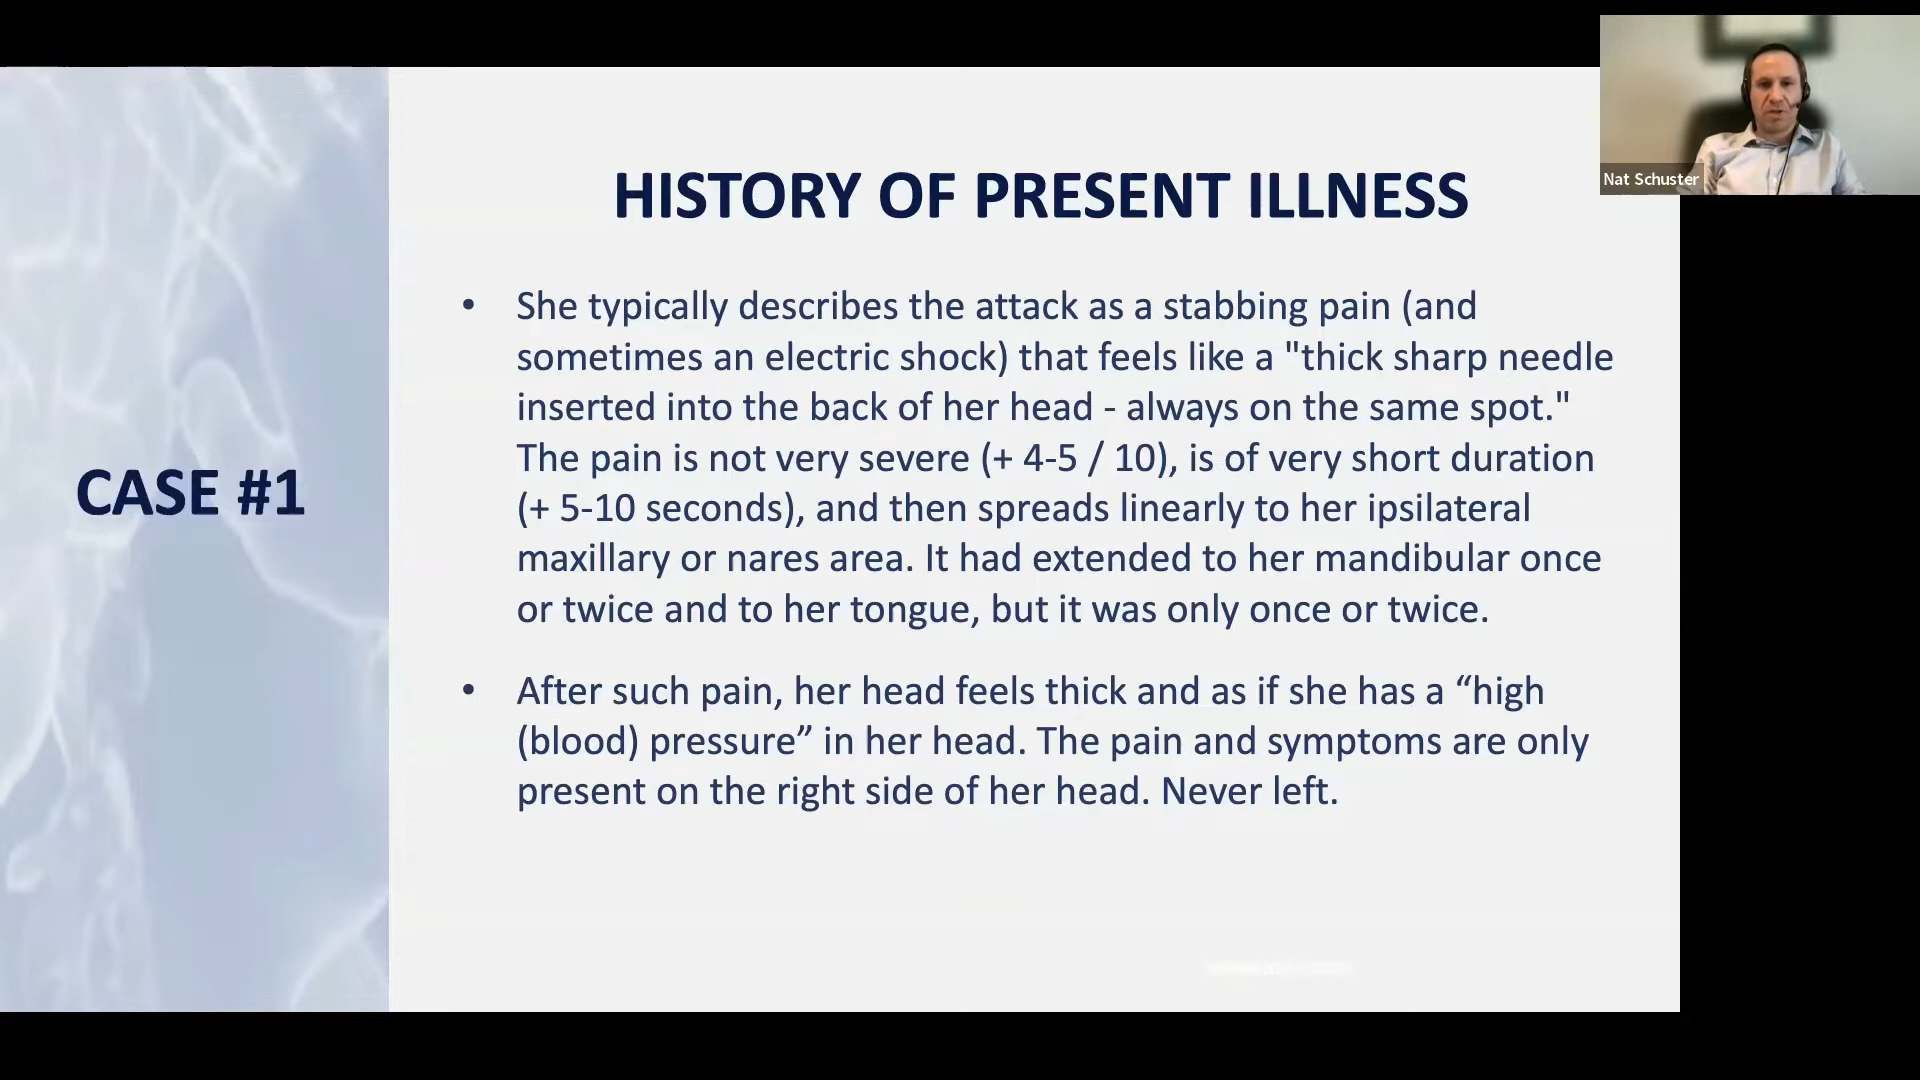 Nat Schuster
CASE #1
HISTORY OF PRESENT ILLNESS
• She typically describes the attack as a stabbing pain (and
sometimes an electric shock) that feels like a "thick sharp needle
inserted into the back of her head - always on the same spot."
The pain is not very severe (+ 4-5 / 10), is of very short duration
(+ 5-10 seconds), and then spreads linearly to her ipsilateral
maxillary or nares area. It had extended to her mandibular once
or twice and to her tongue, but it was only once or twice.
• After such pain, her head feels thick and as if she has a “high
(blood) pressure” in her head. The pain and symptoms are only
present on the right side of her head. Never left.